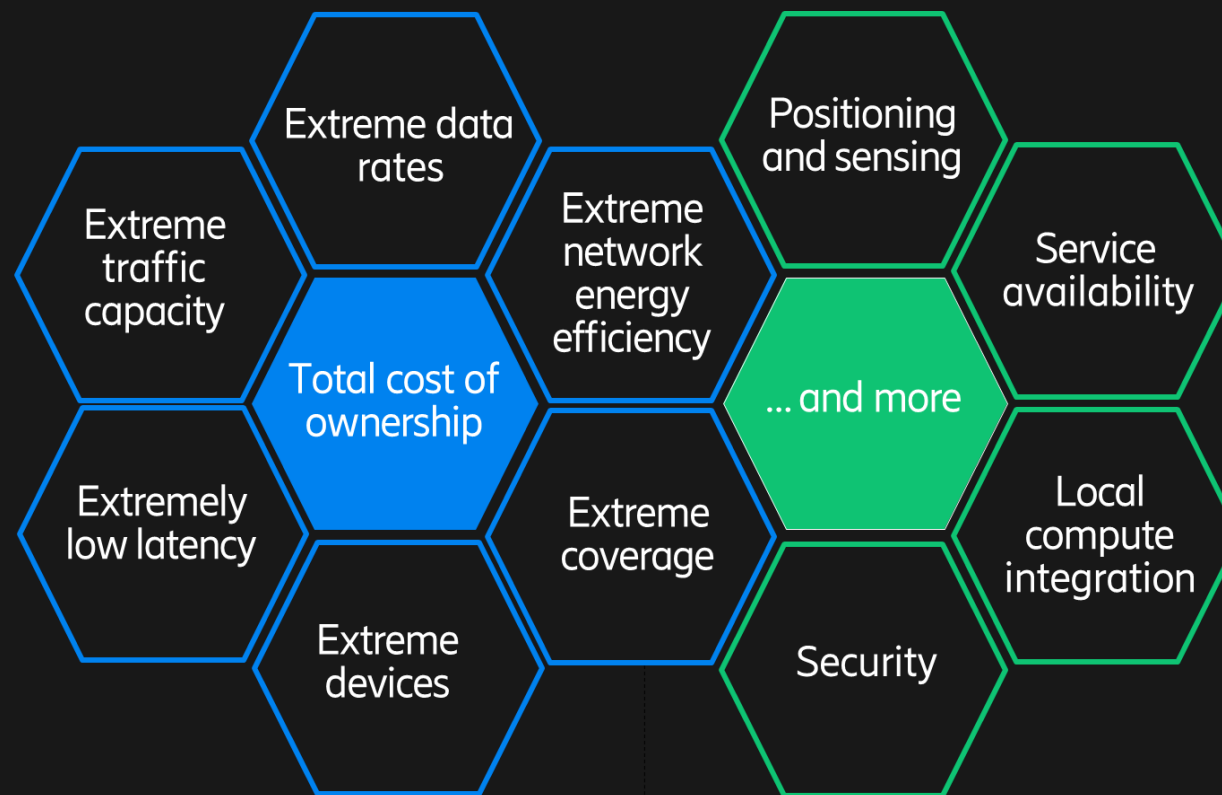 Extreme data
rates
Positioning
and sensing
Extreme
traffic
capacity
Extreme
network
energy
efficiency
Service
availability
Total cost of
ownership
... and more
Extremely
low latency
Extreme
coverage
Local
compute
integration
Extreme
devices
Security